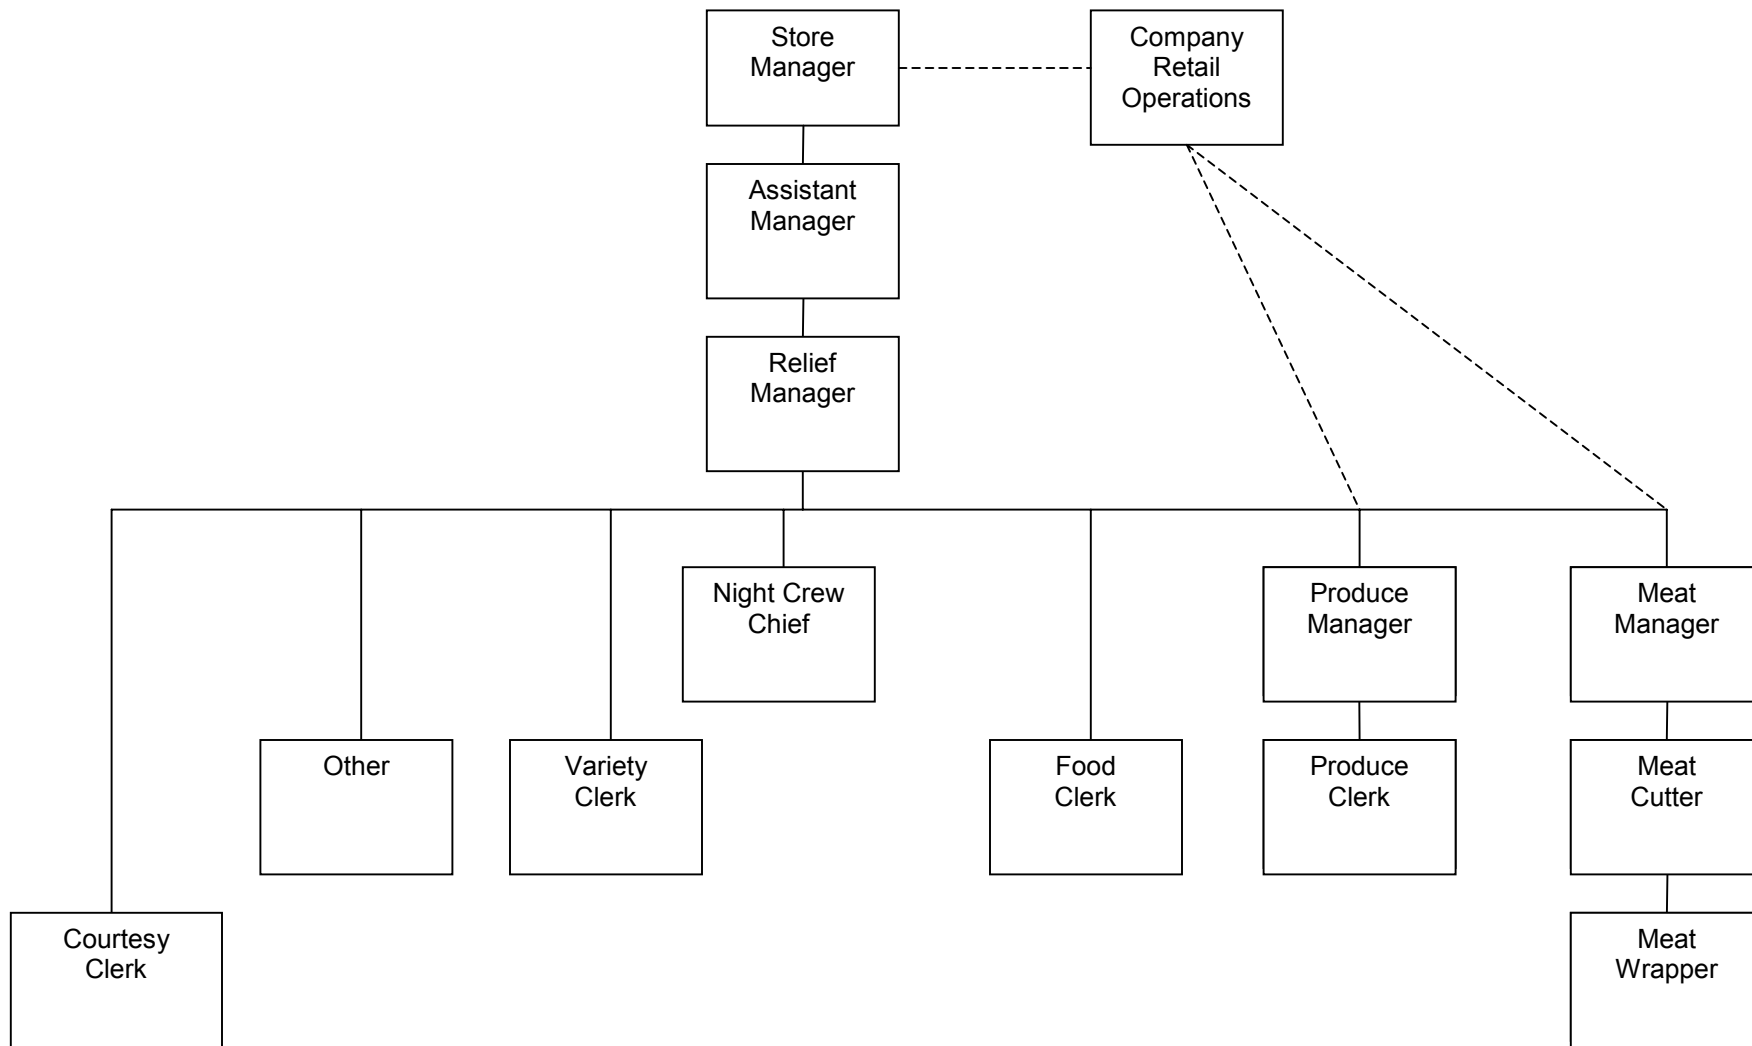 Store
Manager
Company
Retail
Operations
Assistant
Manager
Relief
Manager
Night Crew
Chief
Produce
Manager
Meat
Manager
Other
Variety
Clerk
Food
Clerk
Produce
Clerk
Meat
Cutter
Courtesy
Clerk
Meat
Wrapper